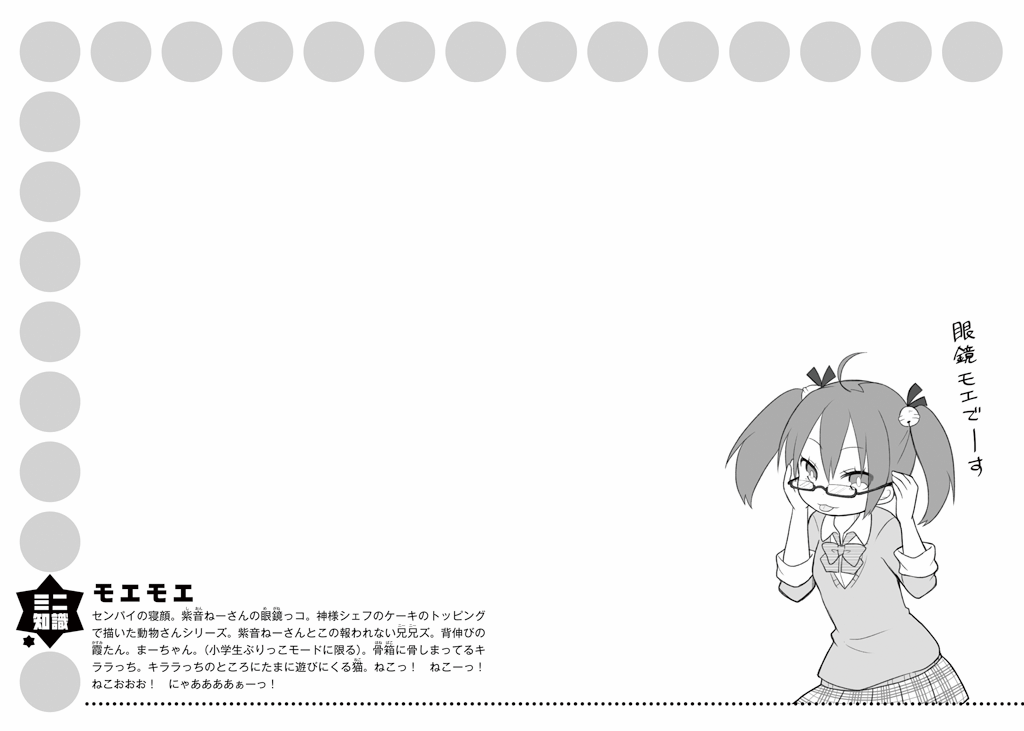 眼鏡モエでーす
ミニ知識
モエモエ
センパイの寝顔。紫音ねーさんの眼鏡っコ。神様シェフのケーキのトッピング
で描いた動物さんシリーズ。紫音ねーさんとこの報われない兄兄ズ。背伸びの
霞たん。まーちゃん。(小学生ぶりっこモードに限る)。骨箱に骨しまってるキ
ララっち。キララっちのところにたまに遊びにくる猫。ねこっ！　ねこーっ！
ねこおおお！　にゃああああぁーっ！